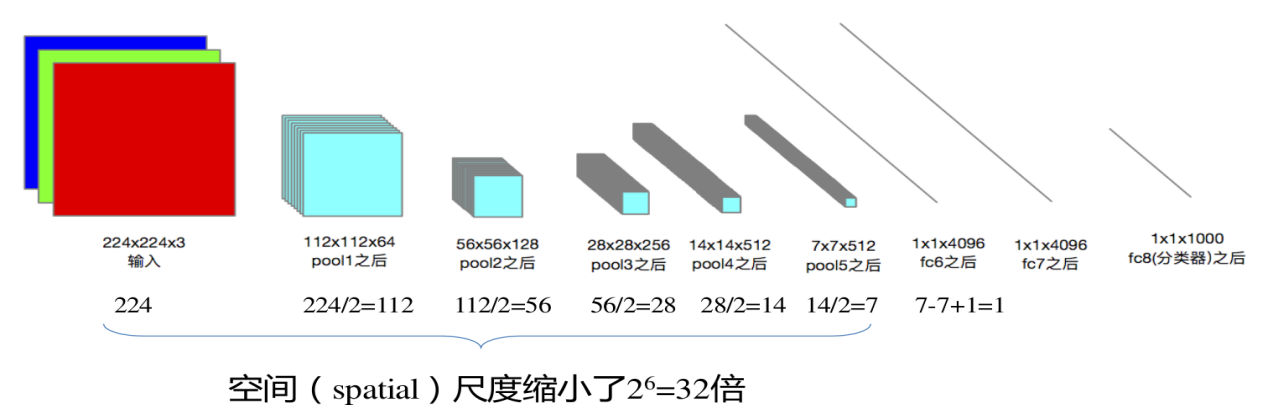 224x224x3
输入
112x112x64
pool1之后
56x56x128
pool2之后
28x28x256
pool3之后
14x14x512
pool4之后
7x7x512
pool5之后
1x1x4096
fc6之后
1x1x4096
fc7之后
1x1x1000
fc8(分类器)之后
224
224/2=112
112/2=56
56/2=28
28/2=14
14/2=7
7-7+1=1
空间（spatial）尺度缩小了2⁶=32倍